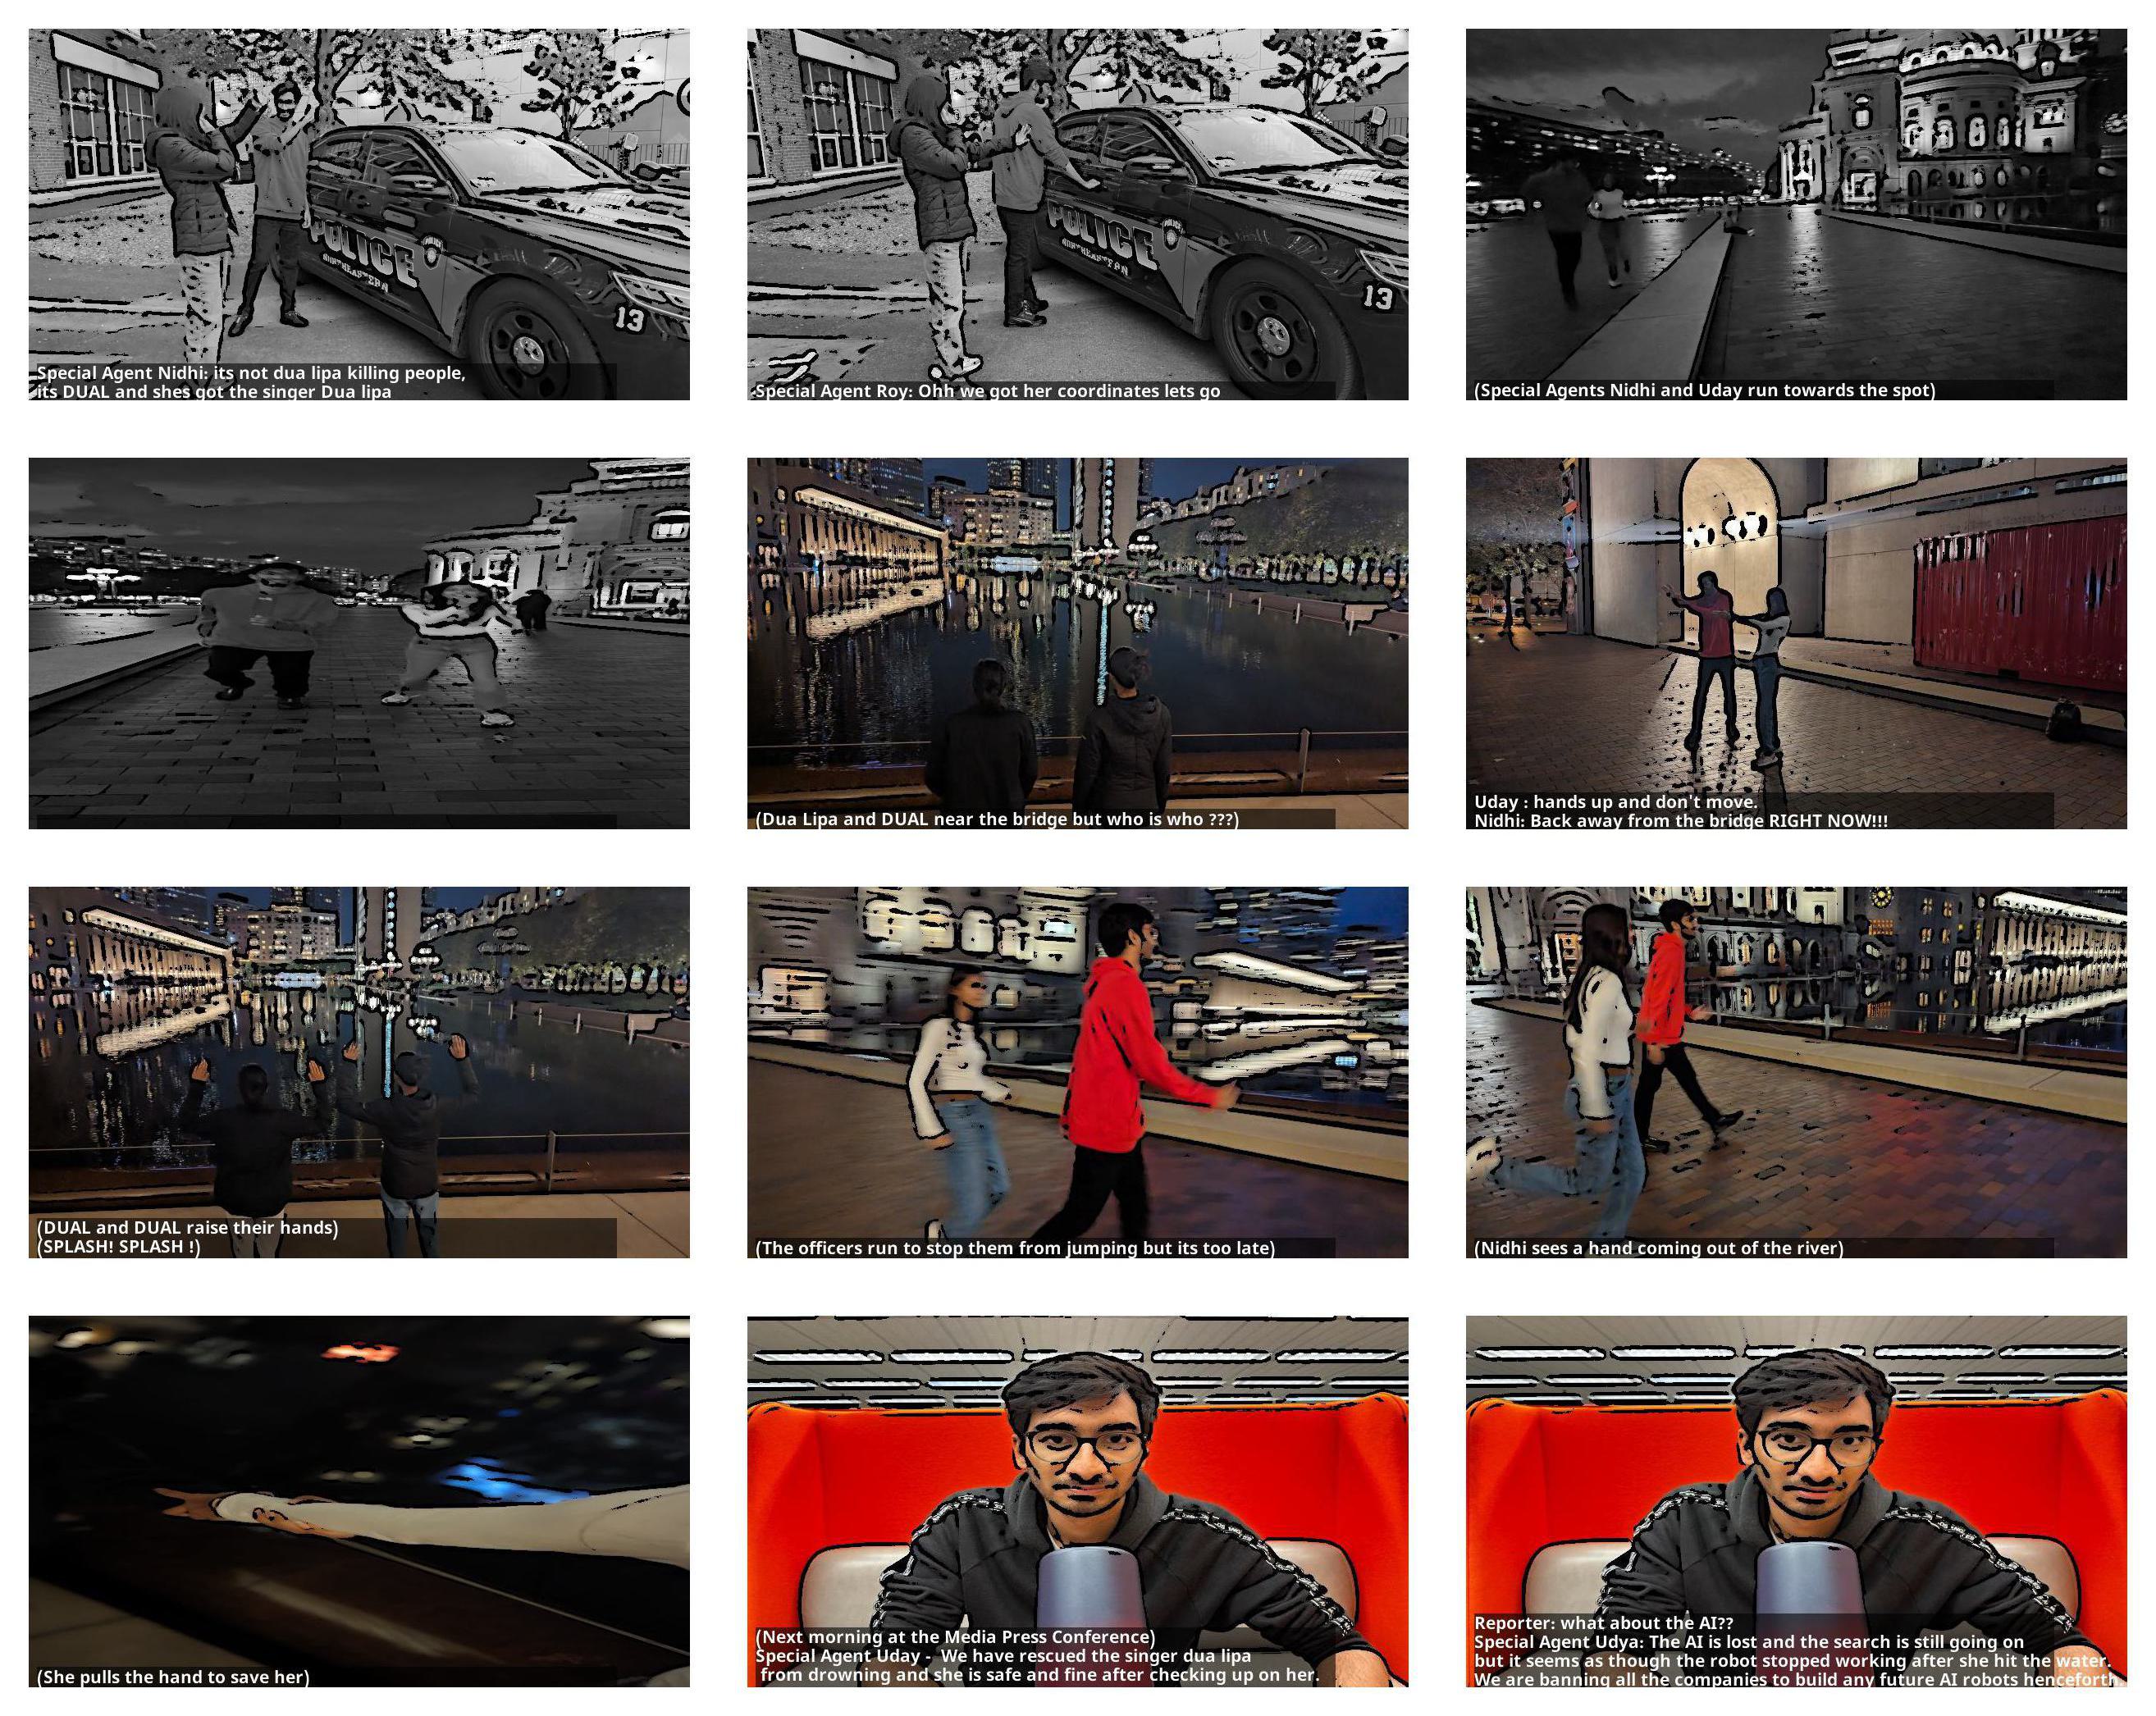 POLICE
NORTHEASTERN
13
Special Agent Nidhi: its not dua lipa killing people,
its DUAL and shes got the singer Dua lipa
POLICE
NORTHEASTERN
13
Special Agent Roy: Ohh we got her coordinates lets go
(Special Agents Nidhi and Uday run towards the spot)
(Dua Lipa and DUAL near the bridge but who is who ???)
Uday : hands up and don't move.
Nidhi: Back away from the bridge RIGHT NOW!!!
(DUAL and DUAL raise their hands)
(SPLASH! SPLASH !)
(The officers run to stop them from jumping but its too late)
(Nidhi sees a hand coming out of the river)
(She pulls the hand to save her)
(Next morning at the Media Press Conference)
Special Agent Uday - We have rescued the singer dua lipa
from drowning and she is safe and fine after checking up on her.
Reporter: what about the AI??
Special Agent Udya: The AI is lost and the search is still going on
but it seems as though the robot stopped working after she hit the water.
We are banning all the companies to build any future AI robots henceforth.